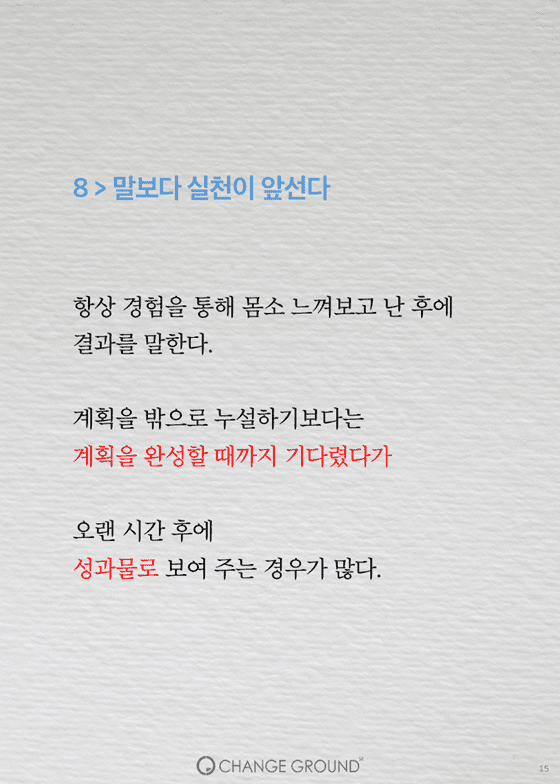 8 > 말보다 실천이 앞선다
항상 경험을 통해 몸소 느껴보고 난 후에
결과를 말한다.
계획을 밖으로 누설하기보다는
계획을 완성할 때까지 기다렸다가
오랜 시간 후에
성과물로 보여 주는 경우가 많다.
CHANGE GROUND
15